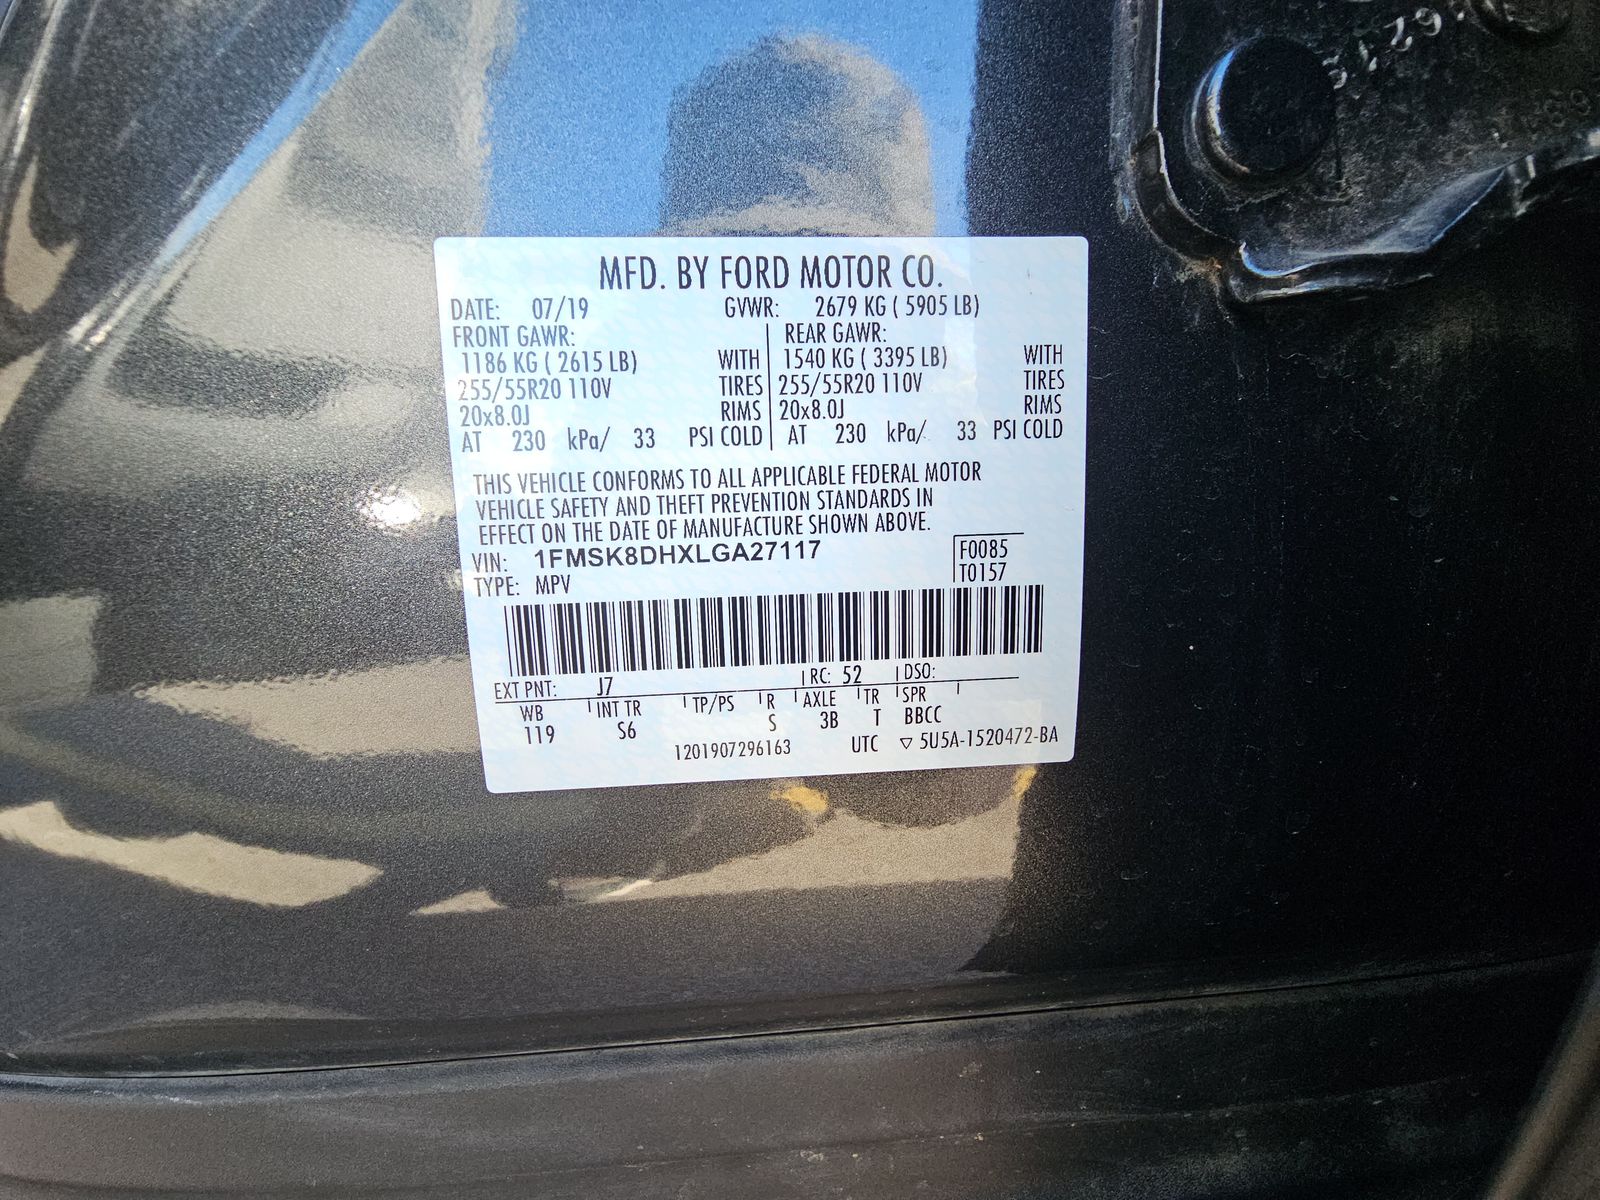 MFD. BY FORD MOTOR CO.
DATE: 07/19 GVWR: 2679 KG ( 5905 LB)
FRONT GAWR: REAR GAWR:
1186 KG ( 2615 LB) WITH 1540 KG ( 3395 LB) WITH
255/55R20 110V TIRES 255/55R20 110V TIRES
20x8.0J RIMS 20x8.0J RIMS
AT 230 kPa/ 33 PSI COLD AT 230 kPa/ 33 PSI COLD
THIS VEHICLE CONFORMS TO ALL APPLICABLE FEDERAL MOTOR
VEHICLE SAFETY AND THEFT PREVENTION STANDARDS IN
EFFECT ON THE DATE OF MANUFACTURE SHOWN ABOVE.
VIN: 1FMSK8DHXLGA27117 F0085
TYPE: MPV T0157
EXT PNT: J7 RC: 52 DSO:
WB INT TR TP/PS R AXLE TR SPR
119 S6 S 3B T BBCC
1201907296163 UTC ▽ 5U5A-1520472-BA